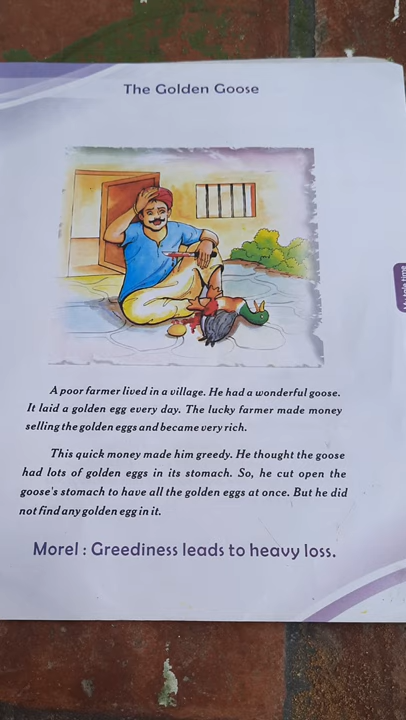 The Golden Goose
A poor farmer lived in a village. He had a wonderful goose.
It laid a golden egg every day. The lucky farmer made money
selling the golden eggs and became very rich.
This quick money made him greedy. He thought the goose
had lots of golden eggs in its stomach. So, he cut open the
goose's stomach to have all the golden eggs at once. But he did
not find any golden egg in it.
Morel : Greediness leads to heavy loss.